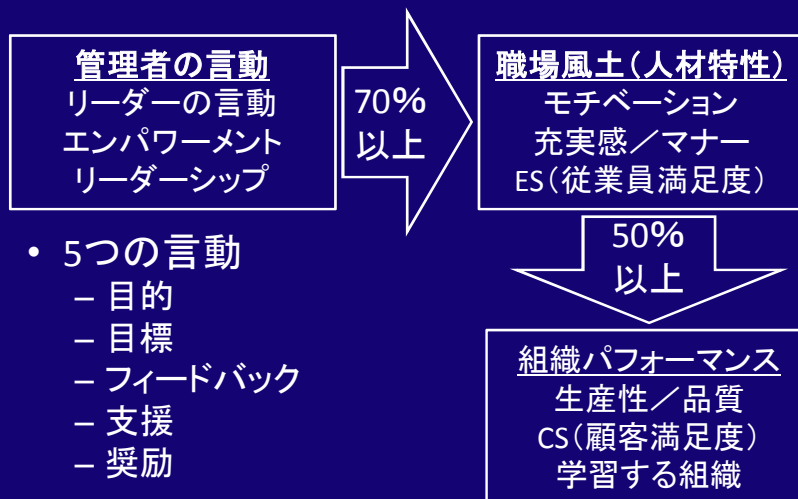 管理者の言動
リーダーの言動
エンパワーメント
リーダーシップ
70%
以上
職場風土(人材特性)
モチベーション
充実感/マナー
ES(従業員満足度)
• 5つの言動
– 目的
– 目標
– フィードバック
– 支援
– 奨励
50%
以上
組織パフォーマンス
生産性/品質
CS(顧客満足度)
学習する組織